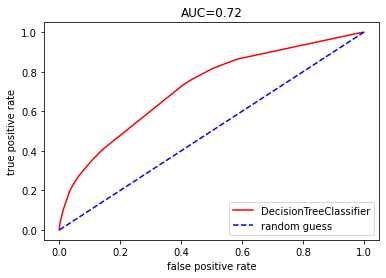 AUC=0.72
true positive rate
1.0
0.8
0.6
0.4
0.2
0.0
DecisionTreeClassifier
random guess
0.0 0.2 0.4 0.6 0.8 1.0
false positive rate